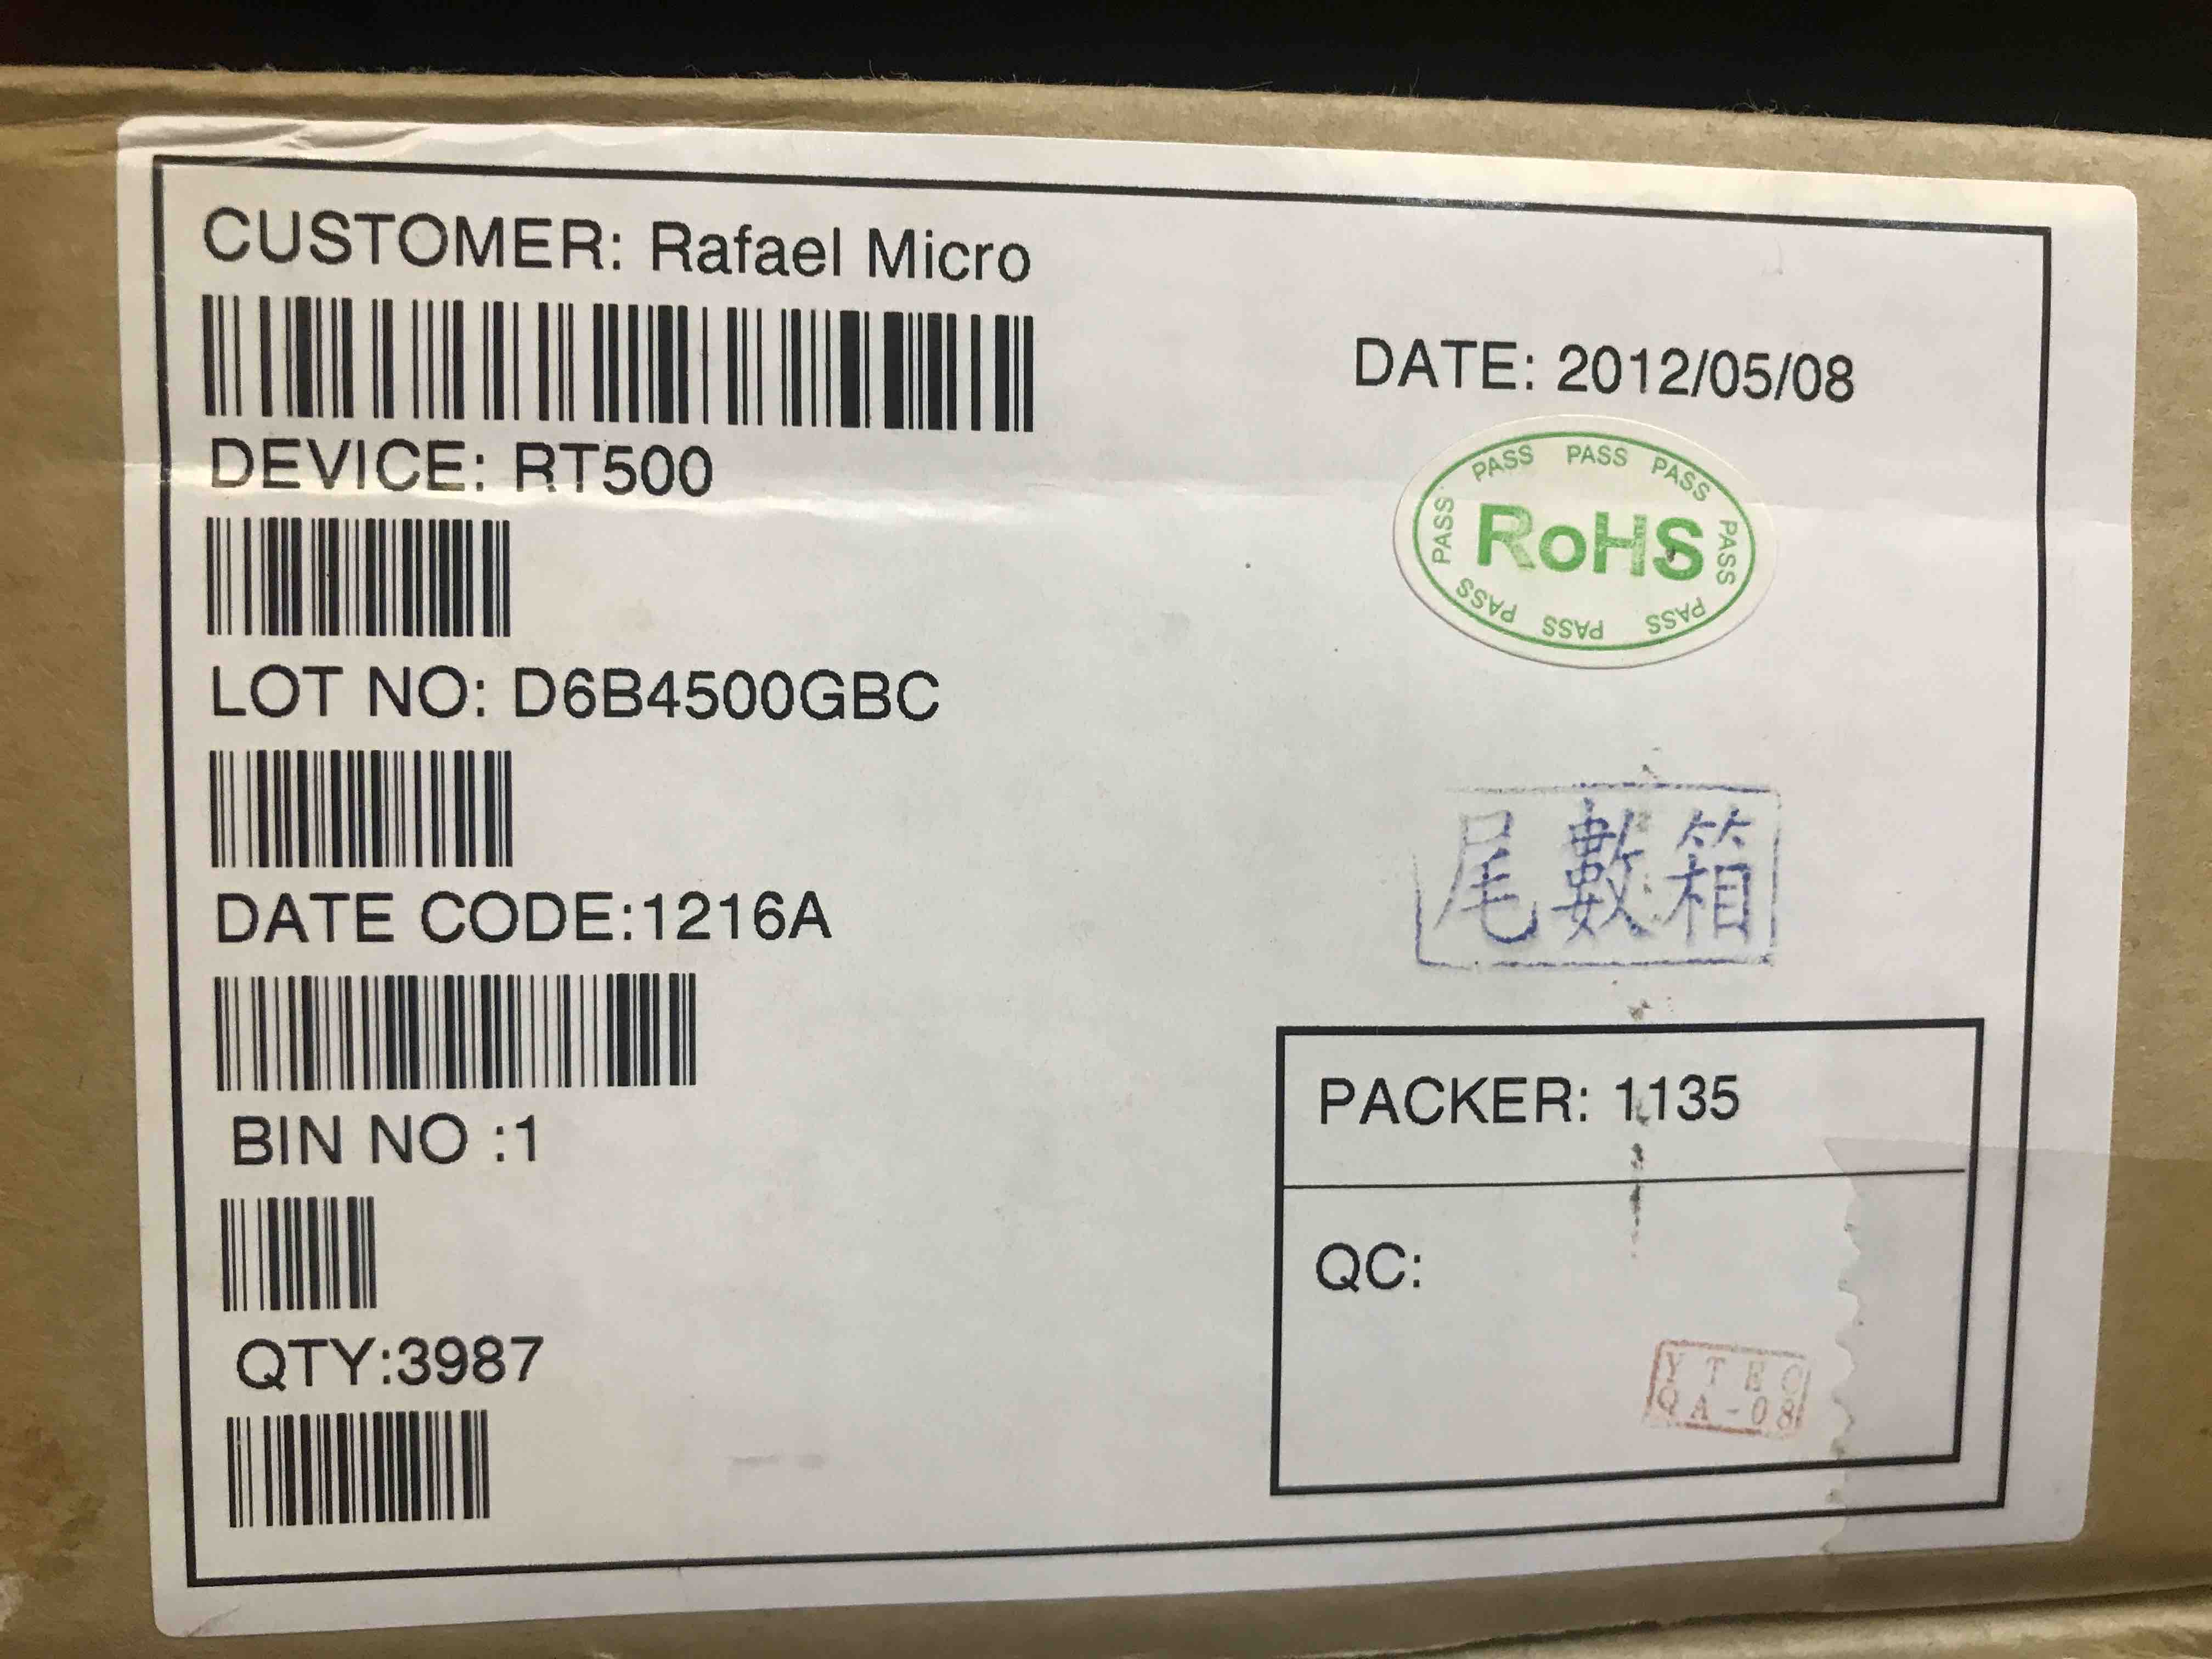 CUSTOMER: Rafael Micro
DATE: 2012/05/08
DEVICE: RT500
PASS PASS PASS PASS PASS PASS PASS PASS
RoHS
LOT NO: D6B4500GBC
尾數箱
DATE CODE:1216A
BIN NO :1
PACKER: 1135
QC:
QTY:3987
YTEC
QA-08